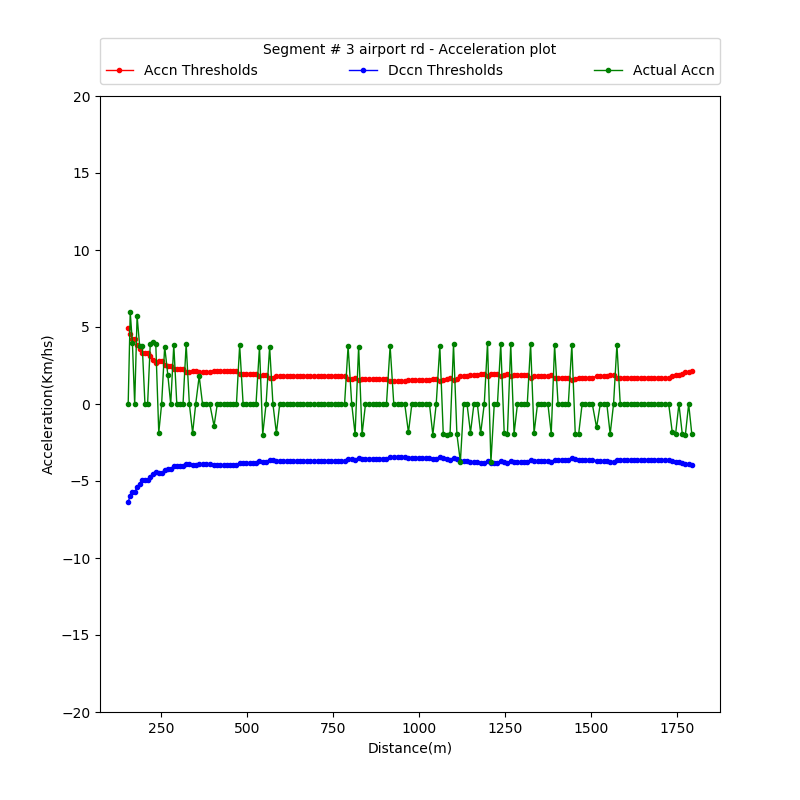 Segment # 3 airport rd - Acceleration plot
Accn Thresholds Dccn Thresholds Actual Accn
20
15
10
5
0
−5
−10
−15
−20
Acceleration(Km/hs)
250 500 750 1000 1250 1500 1750
Distance(m)